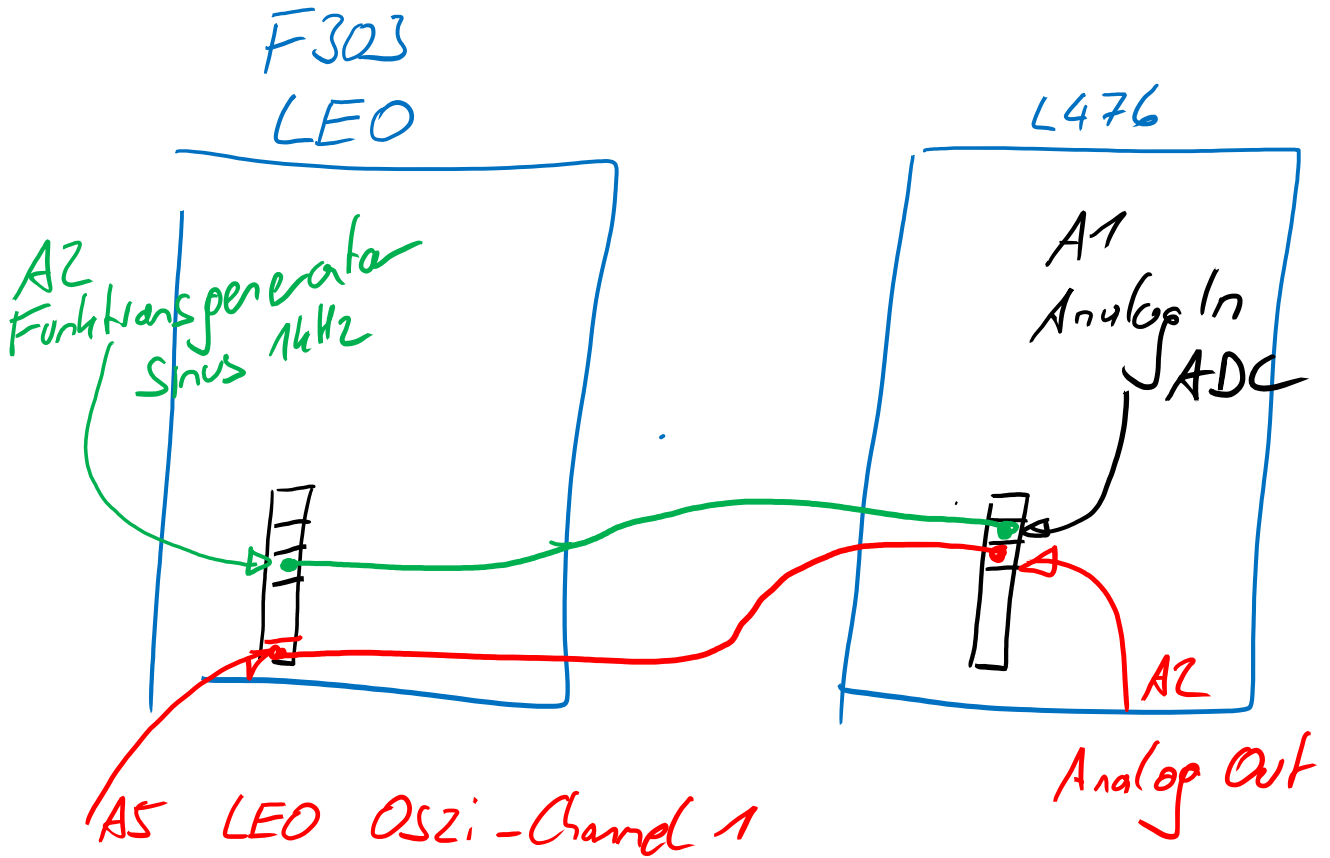 F303
LEO
L476
A2
Funktionsgenerator
Sinus 1kHz
A1
Analog In
ADC
A2
Analog Out
A5 LEO Oszi-Channel 1